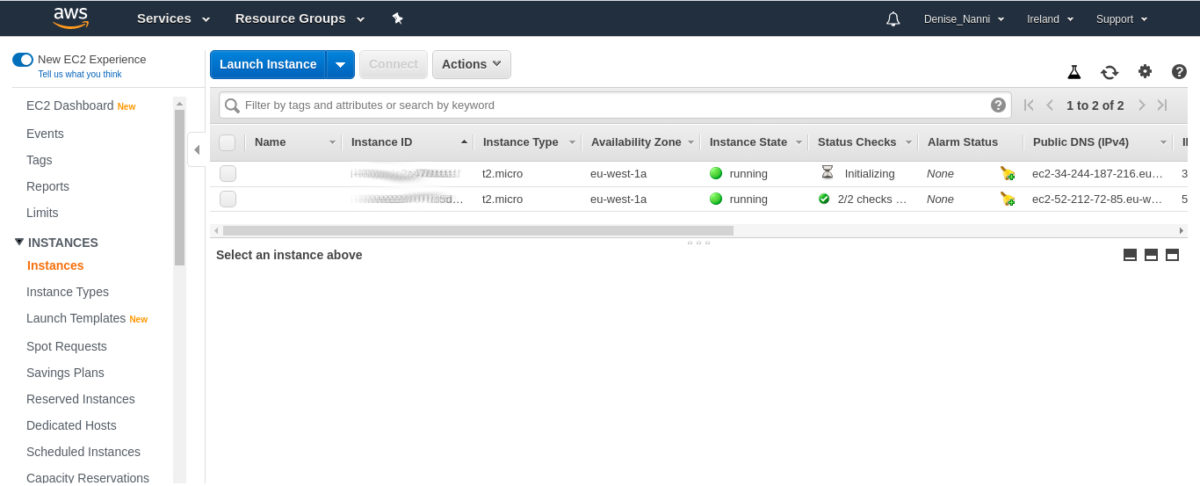 aws Services Resource Groups Denise_Nanni Ireland Support
New EC2 Experience
Tell us what you think
EC2 Dashboard New
Events
Tags
Reports
Limits
INSTANCES
Instances
Instance Types
Launch Templates New
Spot Requests
Savings Plans
Reserved Instances
Dedicated Hosts
Scheduled Instances
Capacity Reservations
Launch Instance Connect Actions
Filter by tags and attributes or search by keyword ? 1 to 2 of 2
Name Instance ID Instance Type Availability Zone Instance State Status Checks Alarm Status Public DNS (IPv4)
t2.micro eu-west-1a running Initializing None ec2-34-244-187-216.eu... 3
t2.micro eu-west-1a running 2/2 checks ... None ec2-52-212-72-85.eu-w... 5
Select an instance above